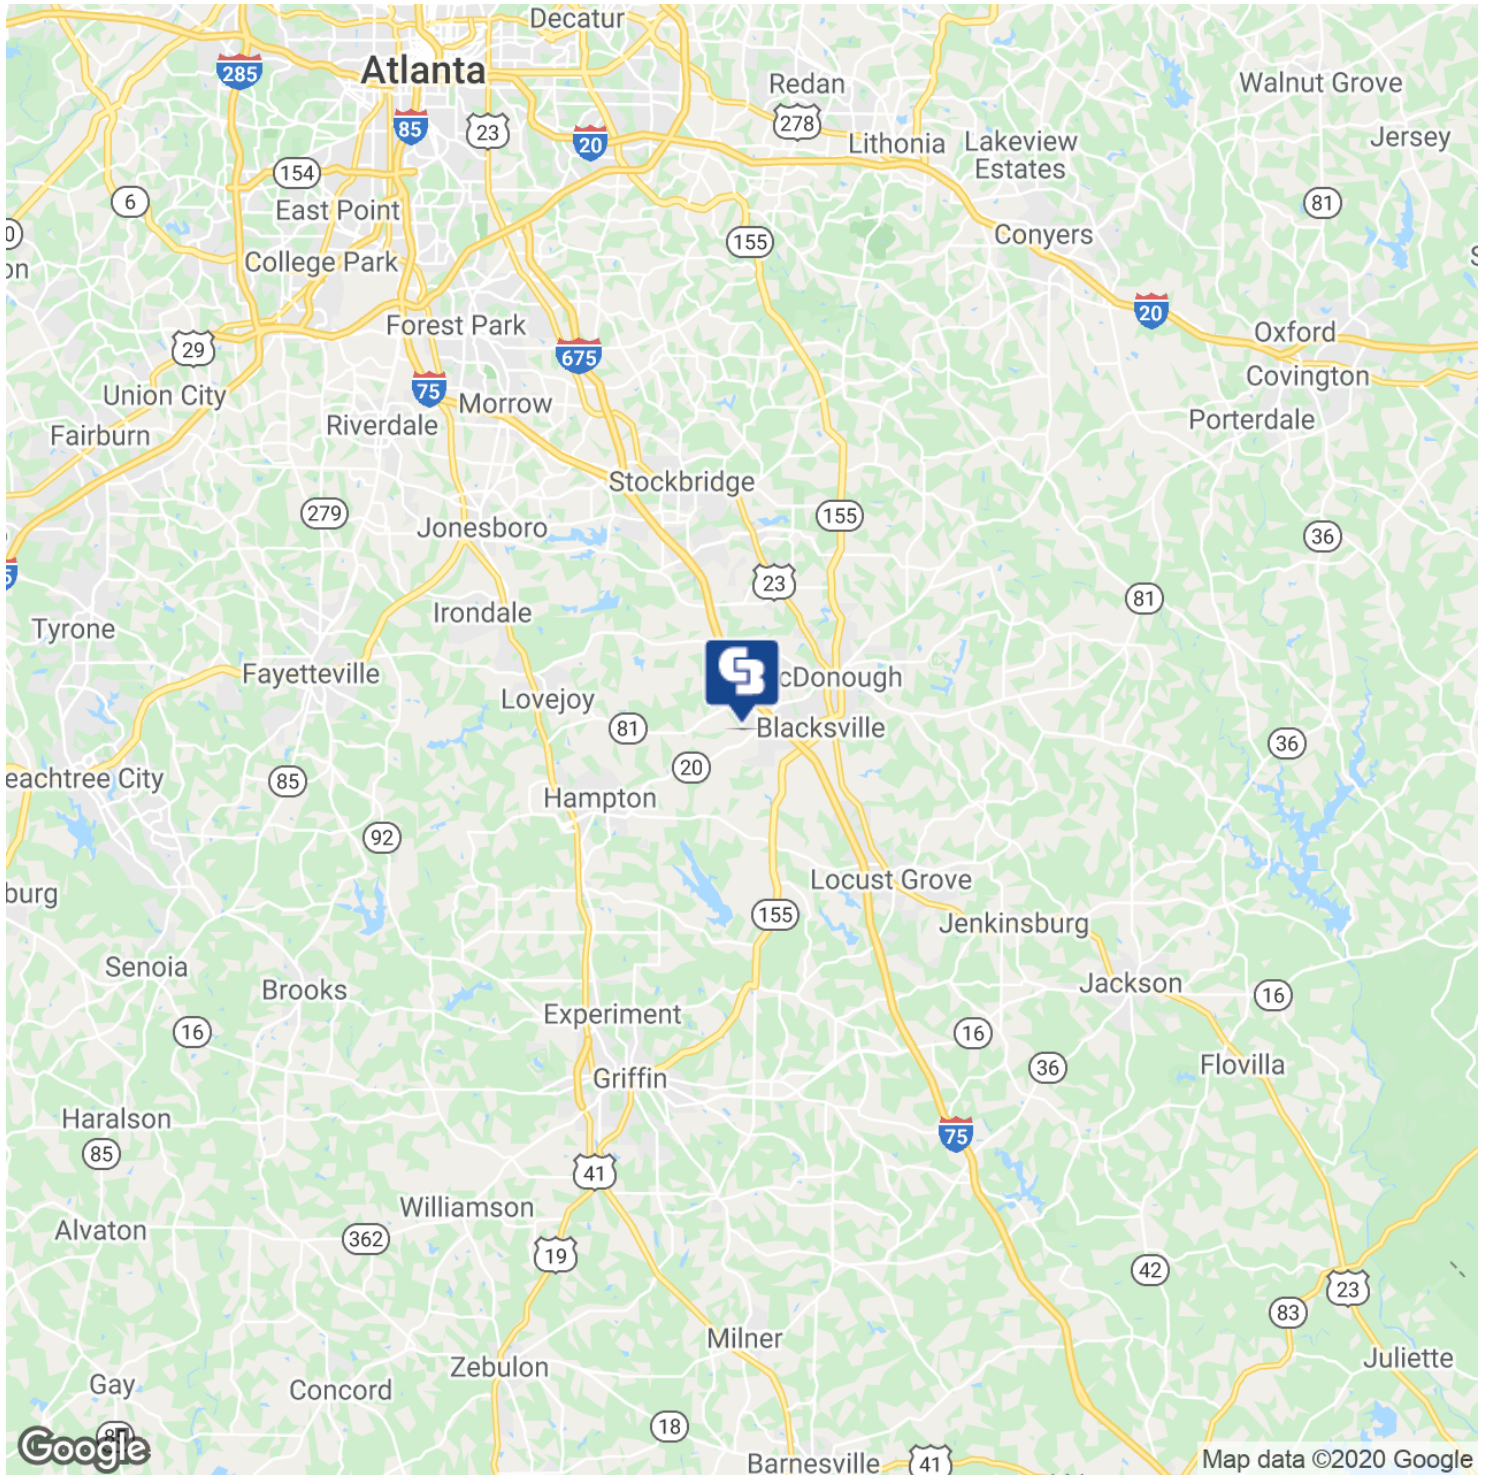 Decatur
Atlanta
285
Redan
Walnut Grove
85
23
278
20
Lithonia
Lakeview
Estates
Jersey
154
6
East Point
81
155
Conyers
0
on
College Park
20
Forest Park
29
675
Oxford
Union City
75
Morrow
Covington
Fairburn
Riverdale
Porterdale
Stockbridge
279
Jonesboro
155
36
5
23
81
Tyrone
Irondale
Fayetteville
CB
cDonough
Lovejoy
81
Blacksville
36
20
eachtree City
85
Hampton
92
burg
Locust Grove
155
Jenkinsburg
Senoia
Brooks
Jackson
16
Experiment
16
16
36
Flovilla
Griffin
Haralson
75
85
41
Williamson
Alvaton
362
19
42
23
83
Milner
Zebulon
Juliette
Gay
Concord
18
Google
Barnesville
41
Map data ©2020 Google